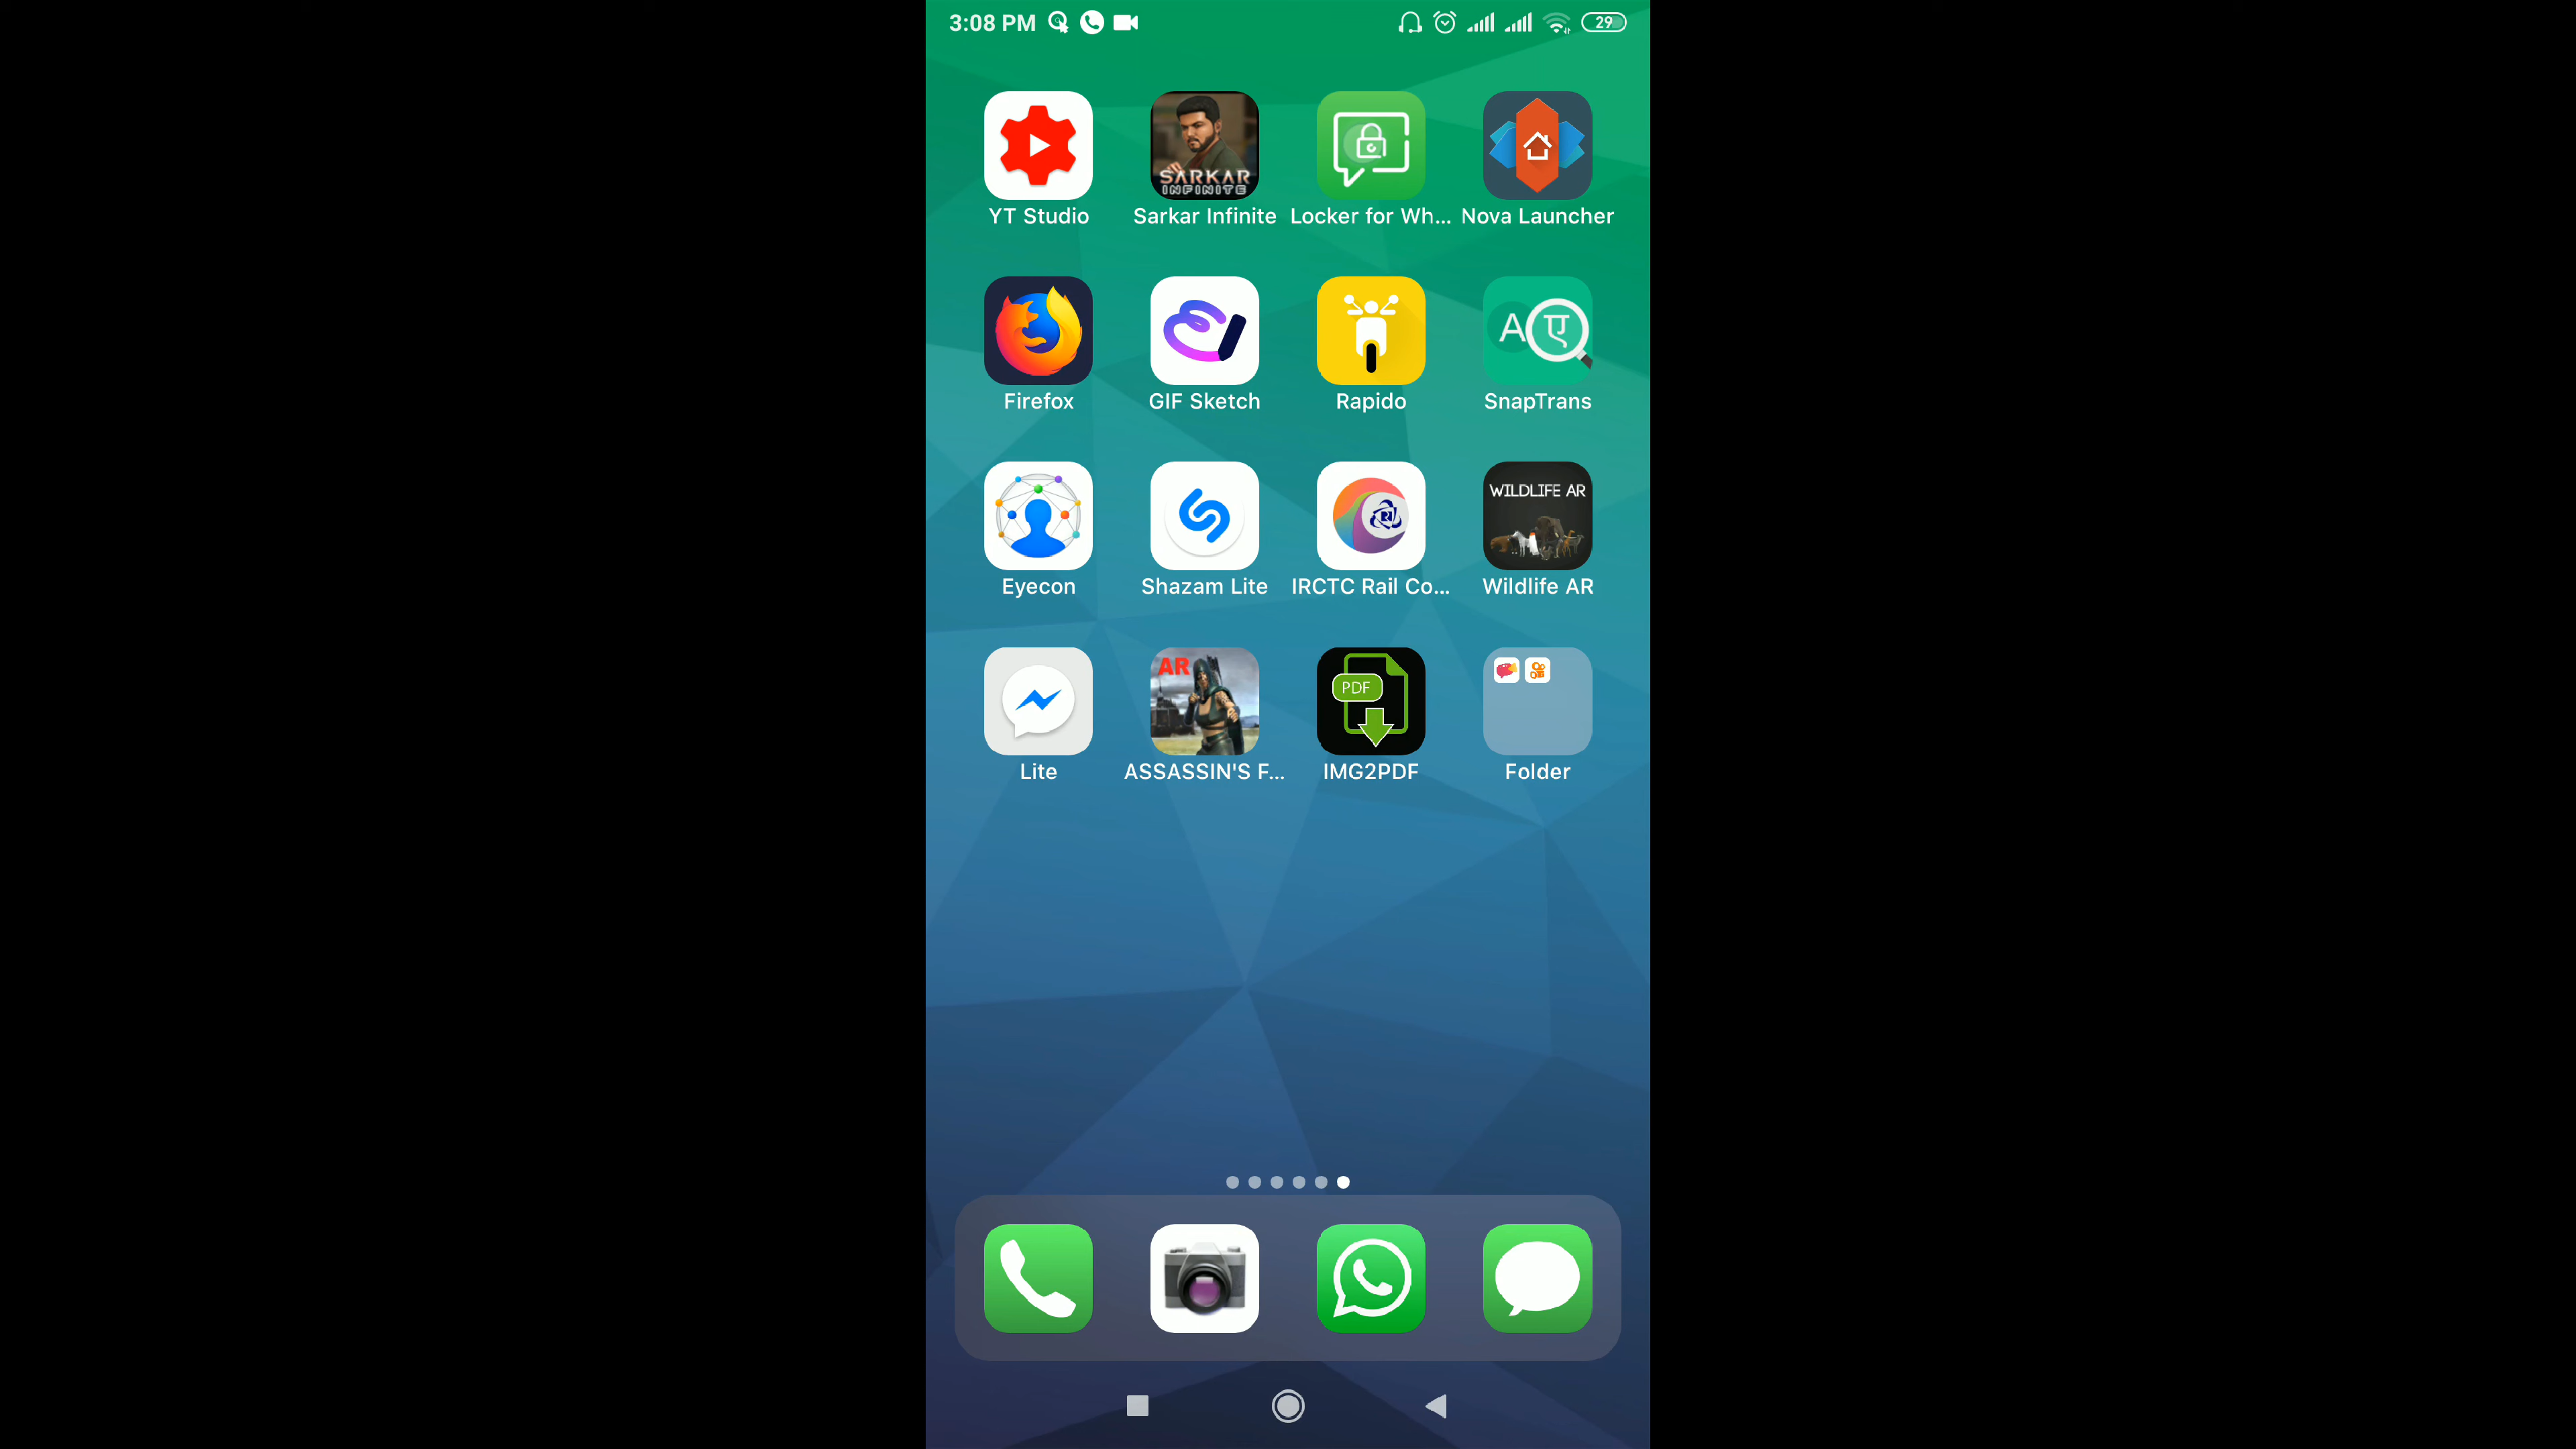 3:08 PM
29
SARKAR
INFINITE
YT Studio
Sarkar Infinite
Locker for Wh...
Nova Launcher
A ए
Firefox
GIF Sketch
Rapido
SnapTrans
WILDLIFE AR
Eyecon
Shazam Lite
IRCTC Rail Co...
Wildlife AR
AR
PDF
Lite
ASSASSIN'S F...
IMG2PDF
Folder